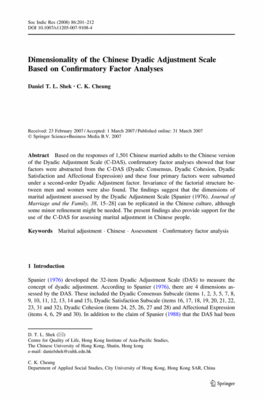 Soc Indic Res (2008) 86:201–212
DOI 10.1007/s11205-007-9108-4
Dimensionality of the Chinese Dyadic Adjustment Scale
Based on Confirmatory Factor Analyses
Daniel T. L. Shek · C. K. Cheung
Received: 23 February 2007 / Accepted: 1 March 2007 / Published online: 31 March 2007
© Springer Science+Business Media B.V. 2007
Abstract Based on the responses of 1,501 Chinese married adults to the Chinese version
of the Dyadic Adjustment Scale (C-DAS), confirmatory factor analyses showed that four
factors were abstracted from the C-DAS (Dyadic Consensus, Dyadic Cohesion, Dyadic
Satisfaction and Affectional Expression) and these four primary factors were subsumed
under a second-order Dyadic Adjustment factor. Invariance of the factorial structure be-
tween men and women were also found. The findings suggest that the dimensions of
marital adjustment assessed by the Dyadic Adjustment Scale [Spanier (1976). Journal of
Marriage and the Family, 38, 15–28] can be replicated in the Chinese culture, although
some minor refinement might be needed. The present findings also provide support for the
use of the C-DAS for assessing marital adjustment in Chinese people.
Keywords Marital adjustment · Chinese · Assessment · Confirmatory factor analysis
1 Introduction
Spanier (1976) developed the 32-item Dyadic Adjustment Scale (DAS) to measure the
concept of dyadic adjustment. According to Spanier (1976), there are 4 dimensions as-
sessed by the DAS. These included the Dyadic Consensus Subscale (items 1, 2, 3, 5, 7, 8,
9, 10, 11, 12, 13, 14 and 15), Dyadic Satisfaction Subscale (items 16, 17, 18, 19, 20, 21, 22,
23, 31 and 32), Dyadic Cohesion (items 24, 25, 26, 27 and 28) and Affectional Expression
(items 4, 6, 29 and 30). In addition to the claim of Spanier (1988) that the DAS had been
D. T. L. Shek
Centre for Quality of Life, Hong Kong Institute of Asia-Pacific Studies,
The Chinese University of Hong Kong, Shatin, Hong kong
e-mail: danielshek@cuhk.edu.hk
C. K. Cheung
Department of Applied Social Studies, City University of Hong Kong, Hong Kong SAR, China
Springer